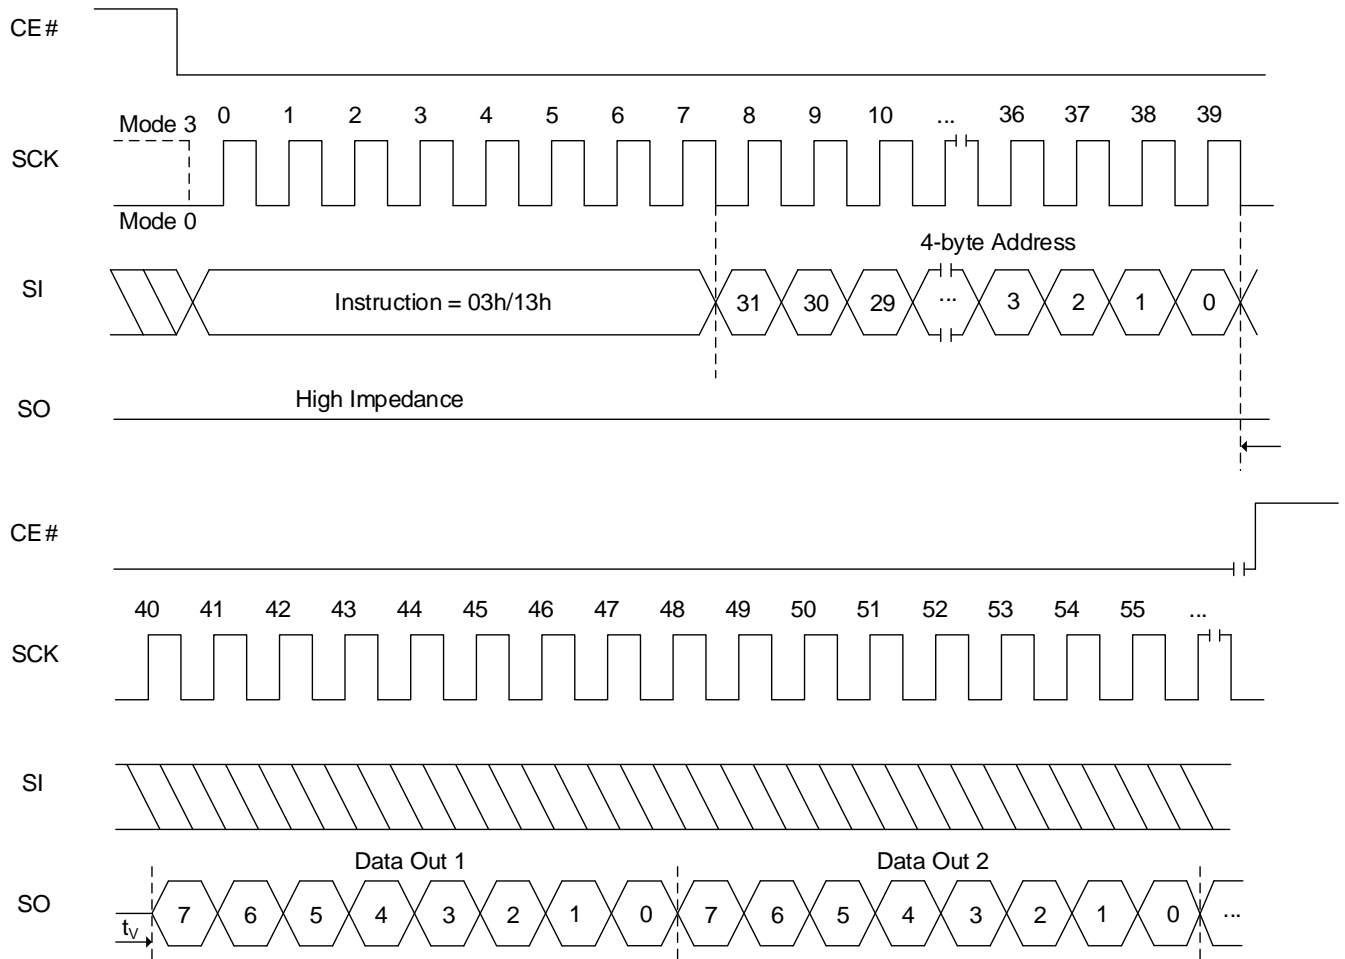 CE#
0 1 2 3 4 5 6 7 8 9 10 ... 36 37 38 39
Mode 3
SCK
Mode 0
4-byte Address
SI Instruction = 03h/13h 31 30 29 ... 3 2 1 0
High Impedance
SO
CE#
40 41 42 43 44 45 46 47 48 49 50 51 52 53 54 55 ...
SCK
SI
Data Out 1 Data Out 2
SO 7 6 5 4 3 2 1 0 7 6 5 4 3 2 1 0 ...
tV